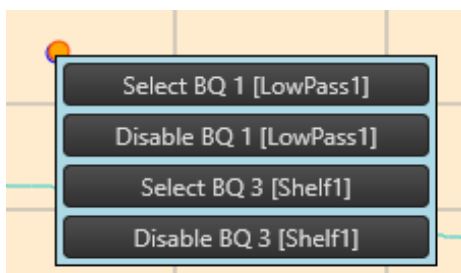 Select BQ 1 [LowPass1]
Disable BQ 1 [LowPass1]
Select BQ 3 [Shelf1]
Disable BQ 3 [Shelf1]